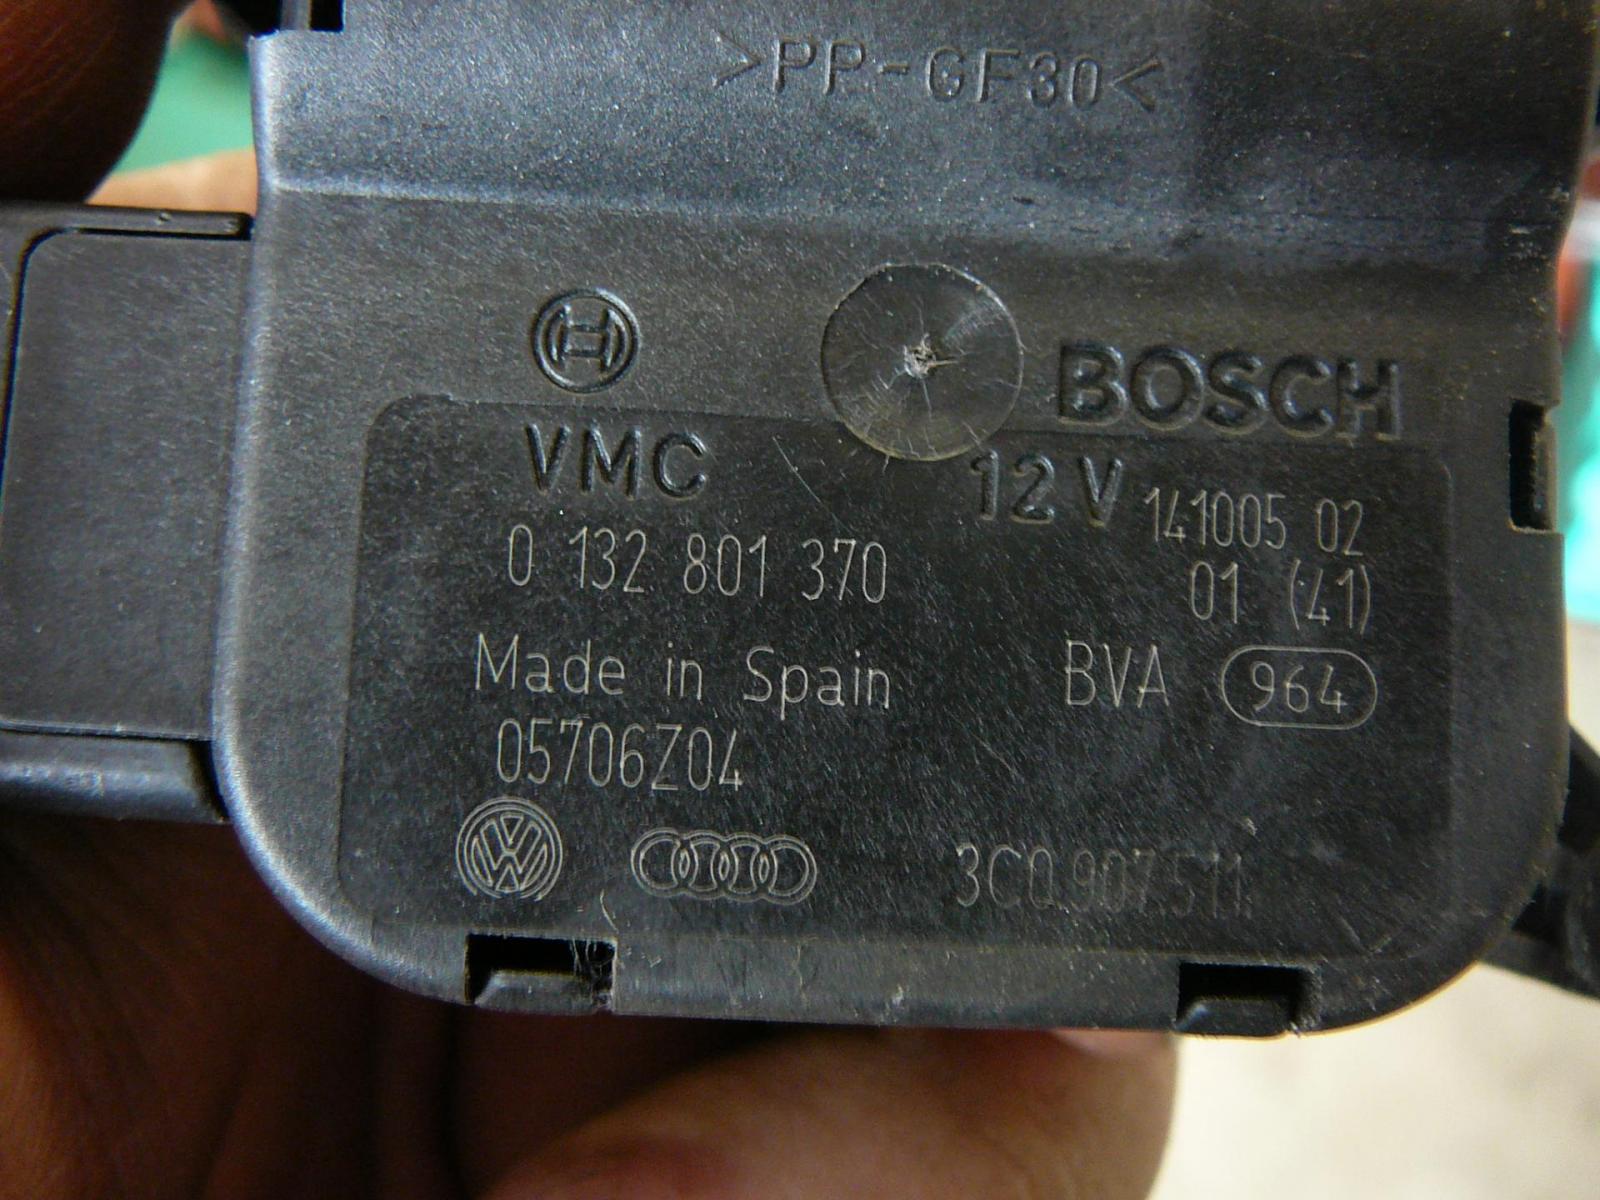 >PP-GF30<
BOSCH
VMC 12 V 141005 02
0 132 801 370 01 (41)
Made in Spain BVA 964
05706Z04
3C0 907 511